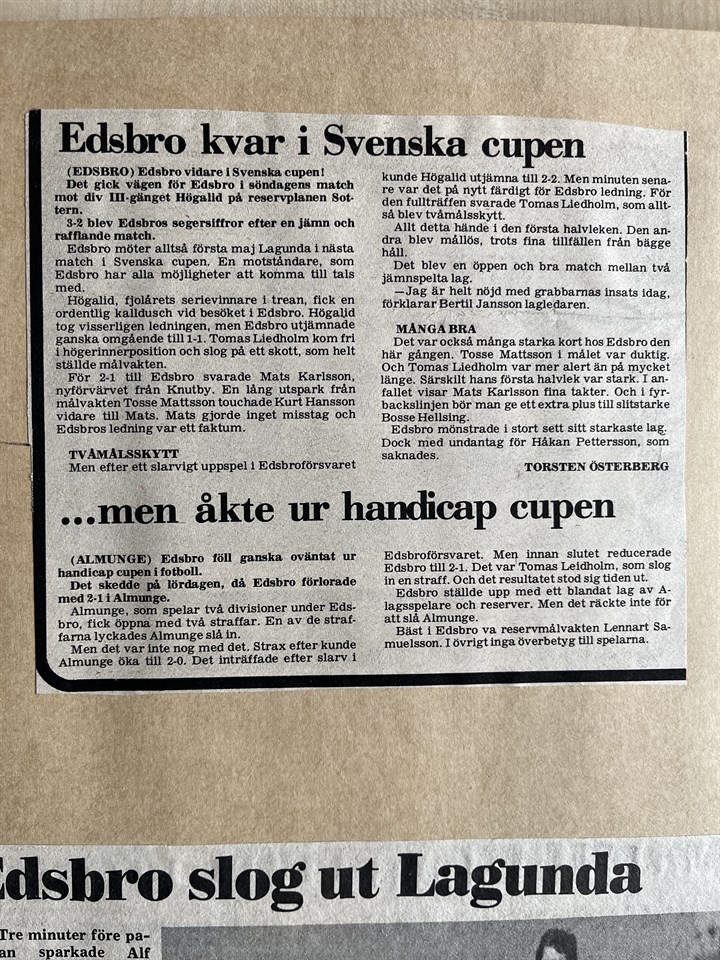 Edsbro kvar i Svenska cupen
(EDSBRO) Edsbro vidare i Svenska cupen!
Det gick vägen för Edsbro i söndagens match
mot div III-gänget Högalid på reservplanen Sot-
tern.
3-2 blev Edsbros segersiffror efter en jämn och
rafflande match.
Edsbro möter alltså första maj Lagunda i nästa
match i Svenska cupen. En motståndare, som
Edsbro har alla möjligheter att komma till tals
med.
Högalid, fjolårets serievinnare i trean, fick en
ordentlig kalldusch vid besöket i Edsbro. Högalid
tog visserligen ledningen, men Edsbro utjämnade
ganska omgående till 1-1. Tomas Liedholm kom fri
i högerinnerposition och slog på ett skott, som helt
ställde målvakten.
För 2-1 till Edsbro svarade Mats Karlsson,
nyförvärvet från Knutby. En lång utspark från
målvakten Tosse Mattsson touchade Kurt Hansson
vidare till Mats. Mats gjorde inget misstag och
Edsbros ledning var ett faktum.
TVÅMÅLSSKYTT
Men efter ett slarvigt uppspel i Edsbroförsvaret
kunde Högalid utjämna till 2-2. Men minuten sena-
re var det på nytt färdigt för Edsbro ledning. För
den fullträffen svarade Tomas Liedholm, som allt-
så blev tvåmålsskytt.
Allt detta hände i den första halvleken. Den an-
dra blev mållös, trots fina tillfällen från bägge
håll.
Det blev en öppen och bra match mellan två
jämnspelta lag.
—Jag är helt nöjd med grabbarnas insats idag,
förklarar Bertil Jansson lagledaren.
MÅNGA BRA
Det var också många starka kort hos Edsbro den
här gången. Tosse Mattsson i målet var duktig.
Och Tomas Liedholm var mer alert än på mycket
länge. Särskilt hans första halvlek var stark. I an-
fallet visar Mats Karlsson fina takter. Och i fyr-
backslinjen bör man ge ett extra plus till slitstarke
Bosse Hellsing.
Edsbro mönstrade i stort sett sitt starkaste lag.
Dock med undantag för Håkan Pettersson, som
saknades.
TORSTEN ÖSTERBERG
...men åkte ur handicap cupen
(ALMUNGE) Edsbro föll ganska oväntat ur
handicap cupen i fotboll.
Det skedde på lördagen, då Edsbro förlorade
med 2-1 i Almunge.
Almunge, som spelar två divisioner under Eds-
bro, fick öppna med två straffar. En av de straf-
farna lyckades Almunge slå in.
Men det var inte nog med det. Strax efter kunde
Almunge öka till 2-0. Det inträffade efter slarv i
Edsbroförsvaret. Men innan slutet reducerade
Edsbro till 2-1. Det var Tomas Leidholm, som slog
in en straff. Och det resultatet stod sig tiden ut.
Edsbro ställde upp med ett blandat lag av A-
lagsspelare och reserver. Men det räckte inte för
att slå Almunge.
Bäst i Edsbro va reservmålvakten Lennart Sa-
muelsson. I övrigt inga överbetyg till spelarna.
Edsbro slog ut Lagunda
Tre minuter före pa-
an sparkade Alf